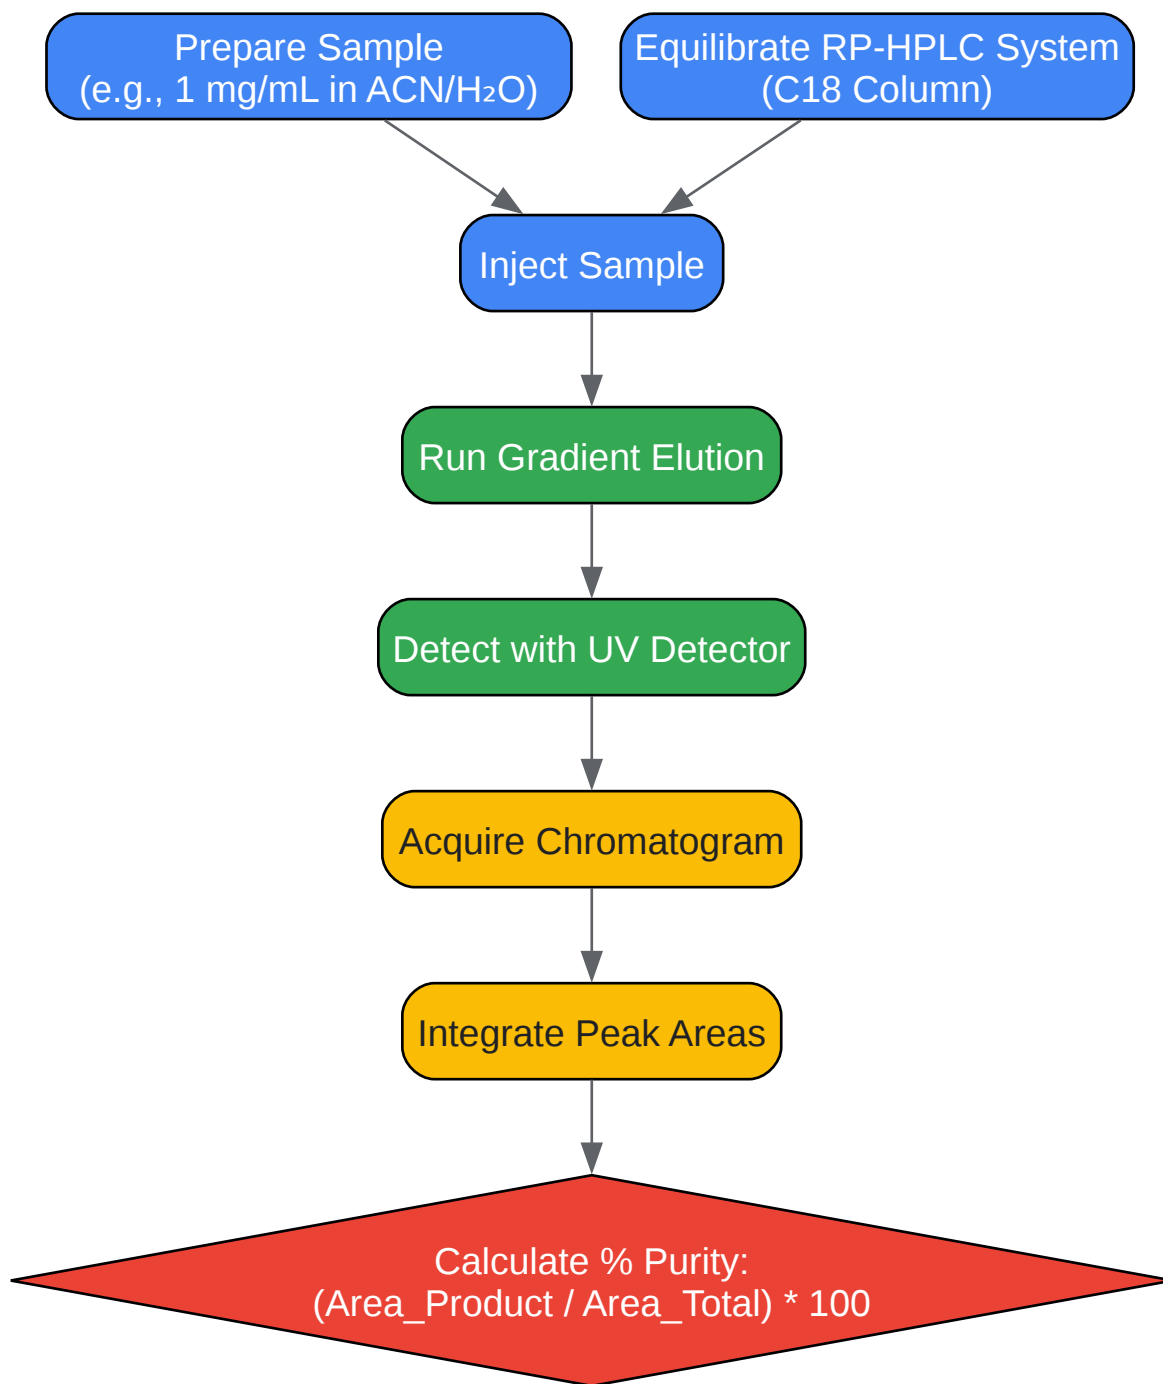 Prepare Sample
(e.g., 1 mg/mL in ACN/H₂O)
Equilibrate RP-HPLC System
(C18 Column)
Inject Sample
Run Gradient Elution
Detect with UV Detector
Acquire Chromatogram
Integrate Peak Areas
Calculate % Purity:
(Area_Product / Area_Total) * 100